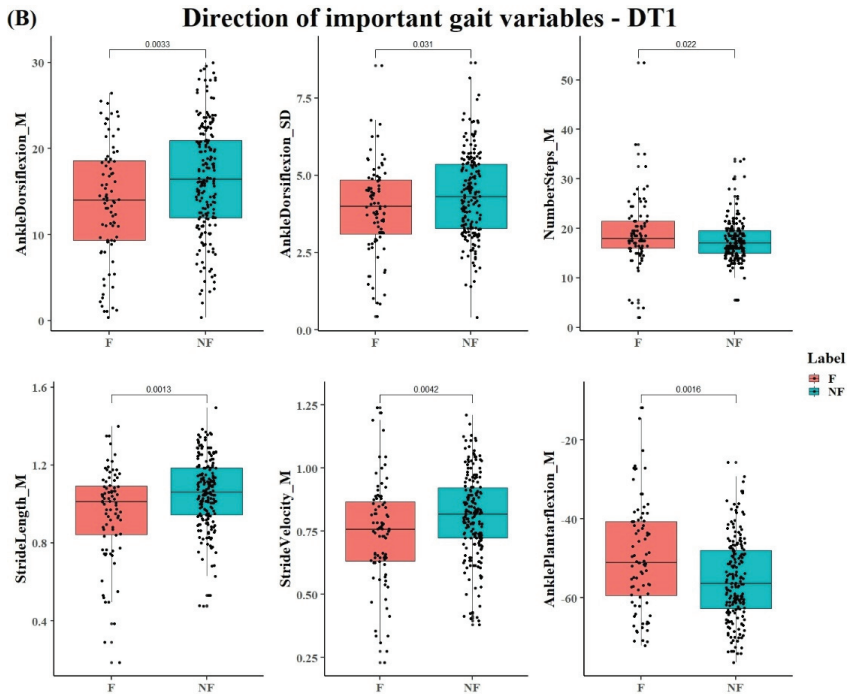 (B)
Direction of important gait variables - DT1
AnkleDorsiflexion_M
30
20
10
0
0.0033
F
NF
AnkleDorsiflexion_SD
7.5
5.0
2.5
0.0
0.031
F
NF
NumberSteps_M
50
40
30
20
10
0
0.022
F
NF
StrideLength_M
1.6
1.2
0.8
0.4
0.0013
F
NF
StrideVelocity_M
1.25
1.00
0.75
0.50
0.25
0.0042
F
NF
AnklePlantarflexion_M
-20
-40
-60
0.0016
F
NF
Label
F
NF